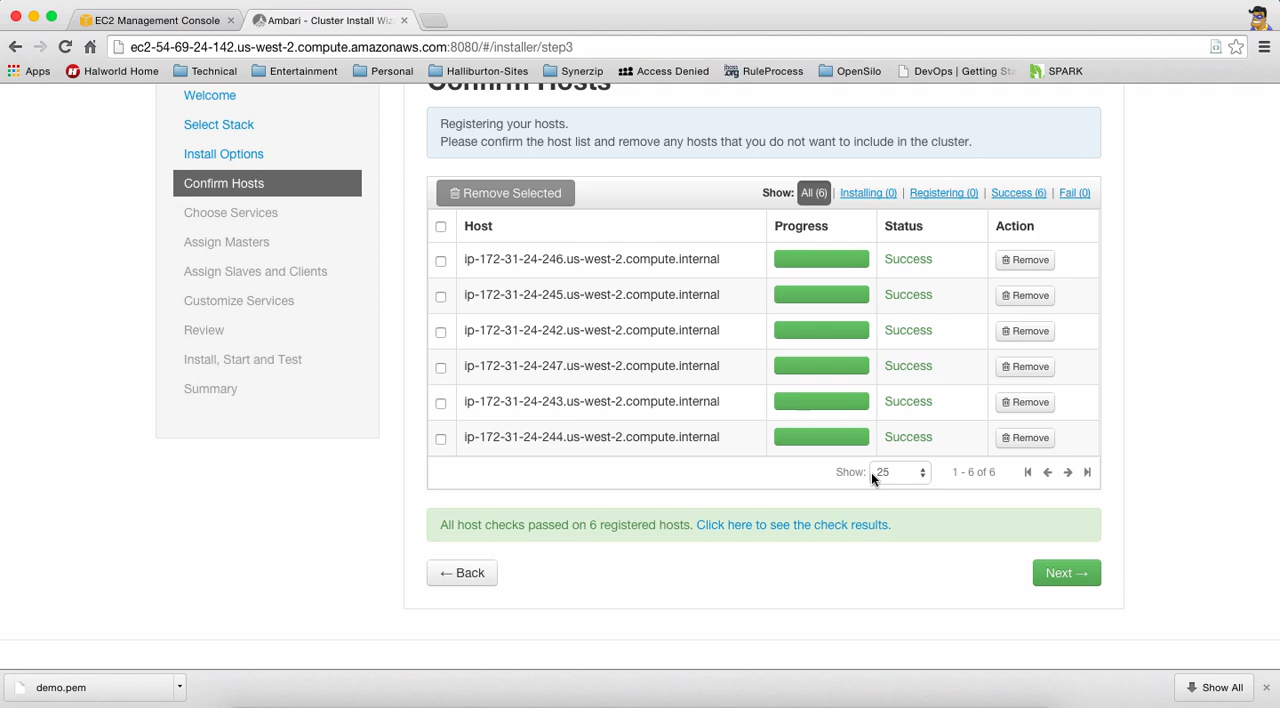 EC2 Management Console
Ambari - Cluster Install Wiz
ec2-54-69-24-142.us-west-2.compute.amazonaws.com:8080/#/installer/step3
Apps Halworld Home Technical Entertainment Personal Halliburton-Sites Synerzip Access Denied RuleProcess OpenSilo DevOps | Getting Sta SPARK
Welcome
Select Stack
Install Options
Confirm Hosts
Choose Services
Assign Masters
Assign Slaves and Clients
Customize Services
Review
Install, Start and Test
Summary
Confirm Hosts
Registering your hosts.
Please confirm the host list and remove any hosts that you do not want to include in the cluster.
Remove Selected Show: All (6) | Installing (0) | Registering (0) | Success (6) | Fail (0)
Host Progress Status Action
ip-172-31-24-246.us-west-2.compute.internal Success Remove
ip-172-31-24-245.us-west-2.compute.internal Success Remove
ip-172-31-24-242.us-west-2.compute.internal Success Remove
ip-172-31-24-247.us-west-2.compute.internal Success Remove
ip-172-31-24-243.us-west-2.compute.internal Success Remove
ip-172-31-24-244.us-west-2.compute.internal Success Remove
Show: 25 1 - 6 of 6
All host checks passed on 6 registered hosts. Click here to see the check results.
← Back Next →
demo.pem Show All